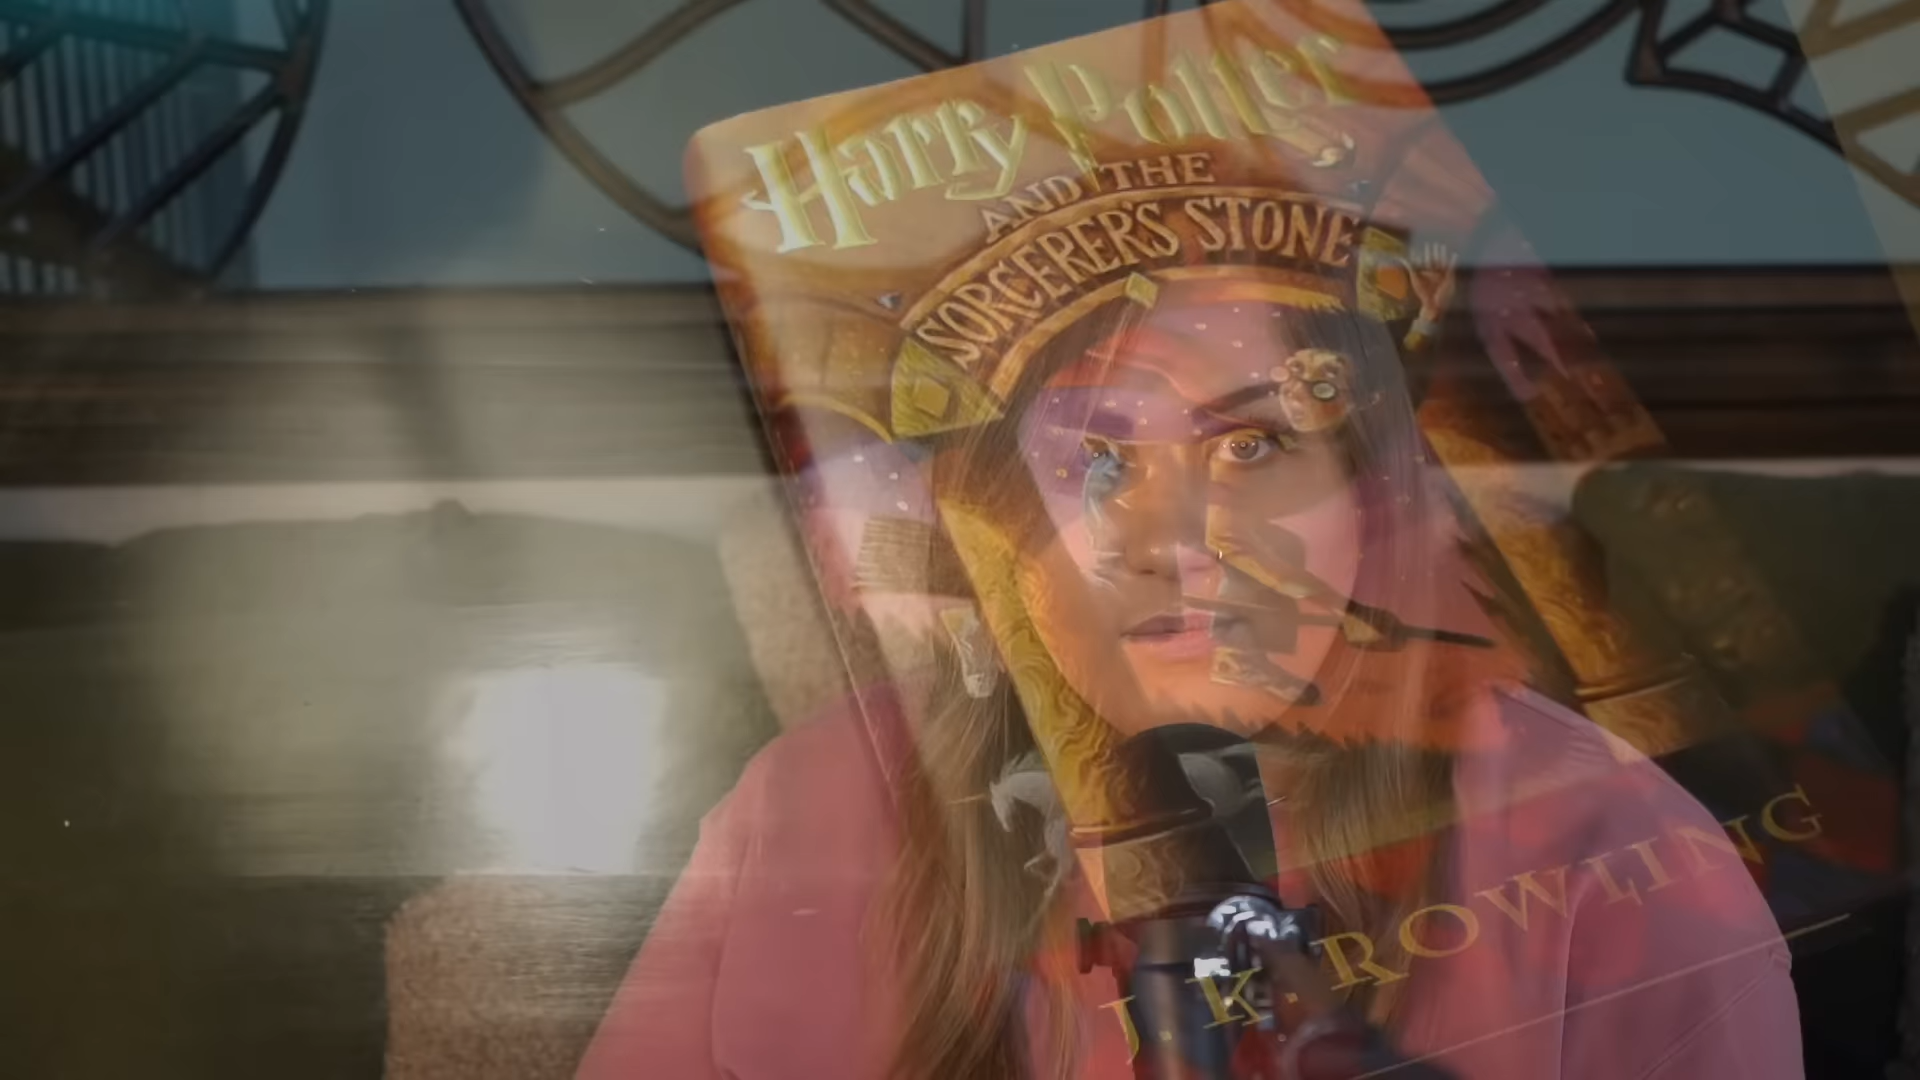 Harry Potter
AND THE
SORCERER'S STONE
J.K. ROWLING